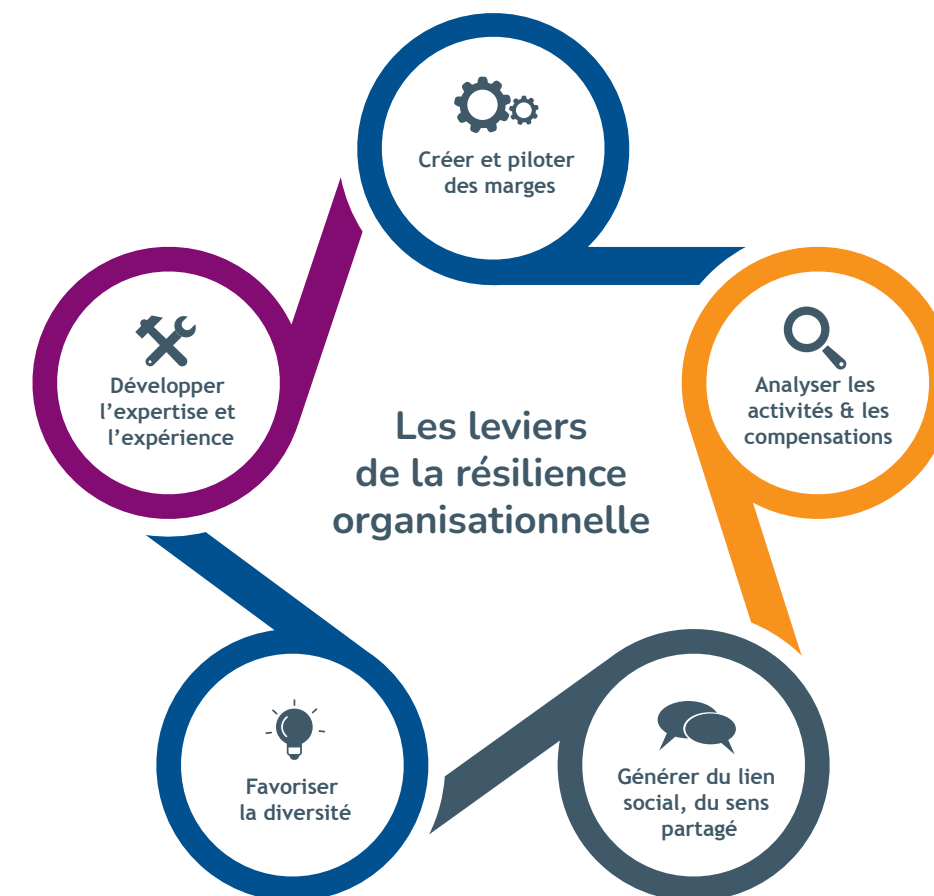 Créer et piloter
des marges
Analyser les
activités & les
compensations
Générer du lien
social, du sens
partagé
Favoriser
la diversité
Développer
l'expertise et
l'expérience
Les leviers
de la résilience
organisationnelle